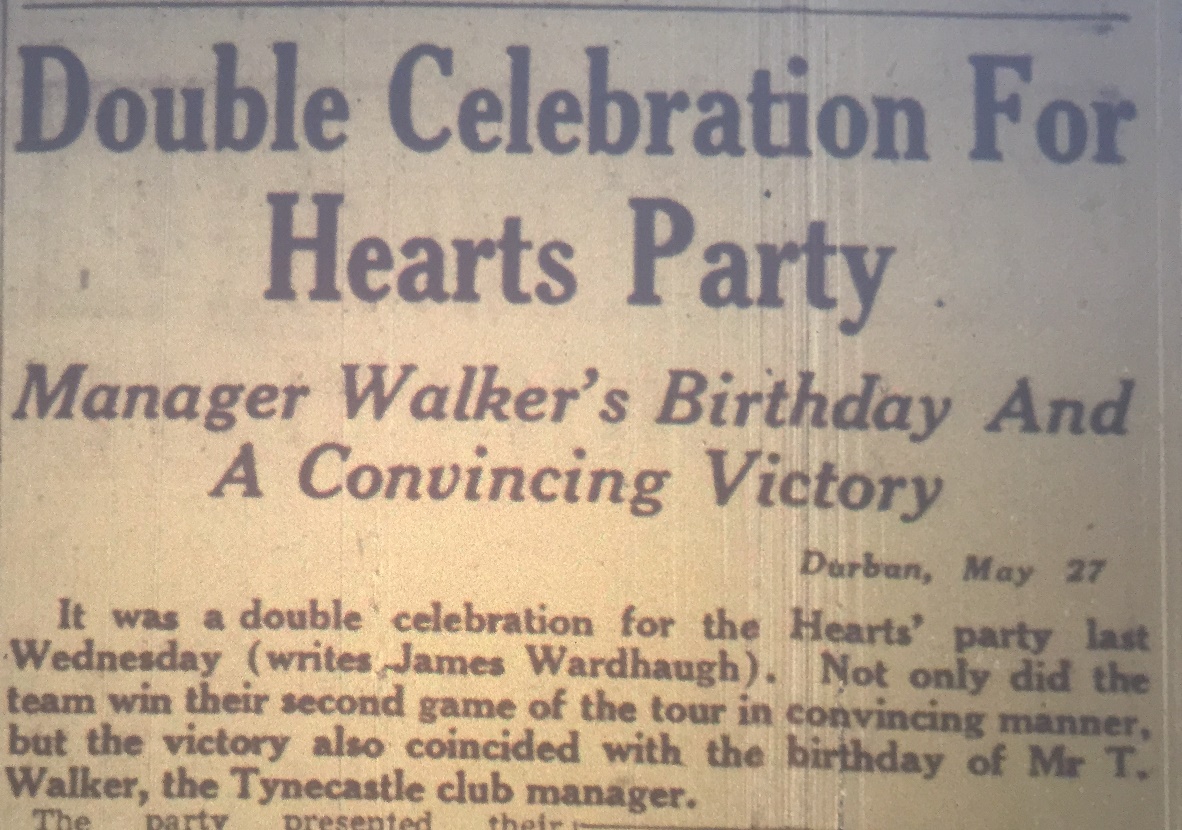 Double Celebration For
Hearts Party
Manager Walker's Birthday And
A Convincing Victory
Durban, May 27
It was a double celebration for the Hearts' party last
Wednesday (writes James Wardhaugh). Not only did the
team win their second game of the tour in convincing manner,
but the victory also coincided with the birthday of Mr T.
Walker, the Tynecastle club manager.
The party presented their